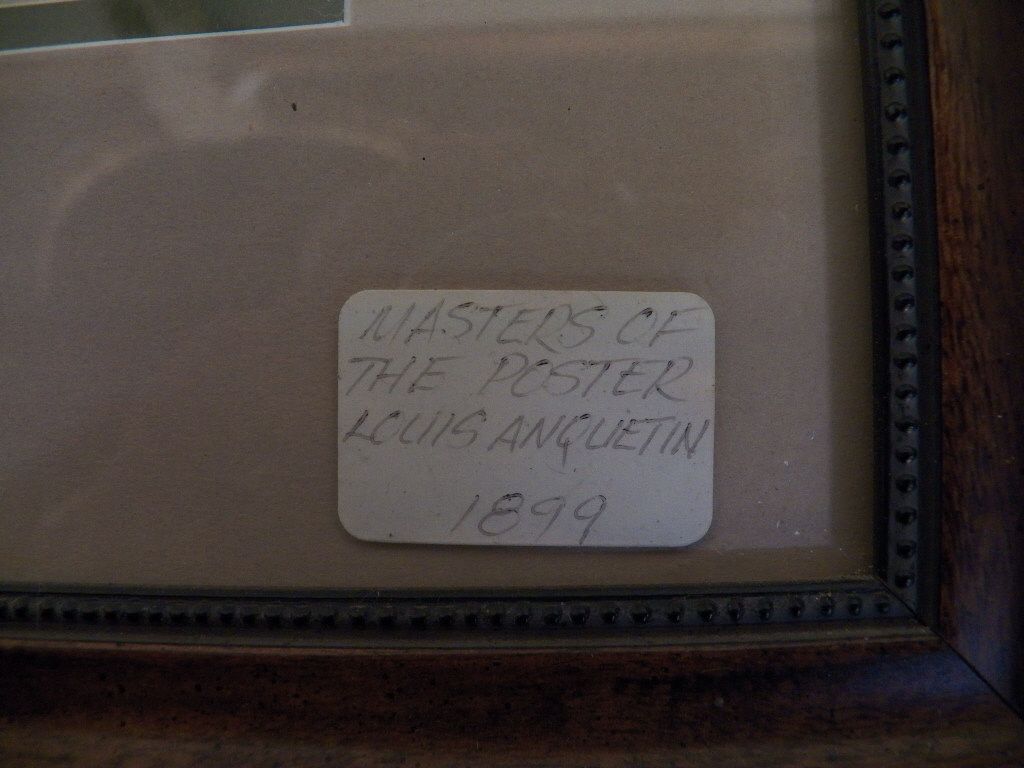 MASTERS OF
THE POSTER
LOUIS ANQUETIN
1899